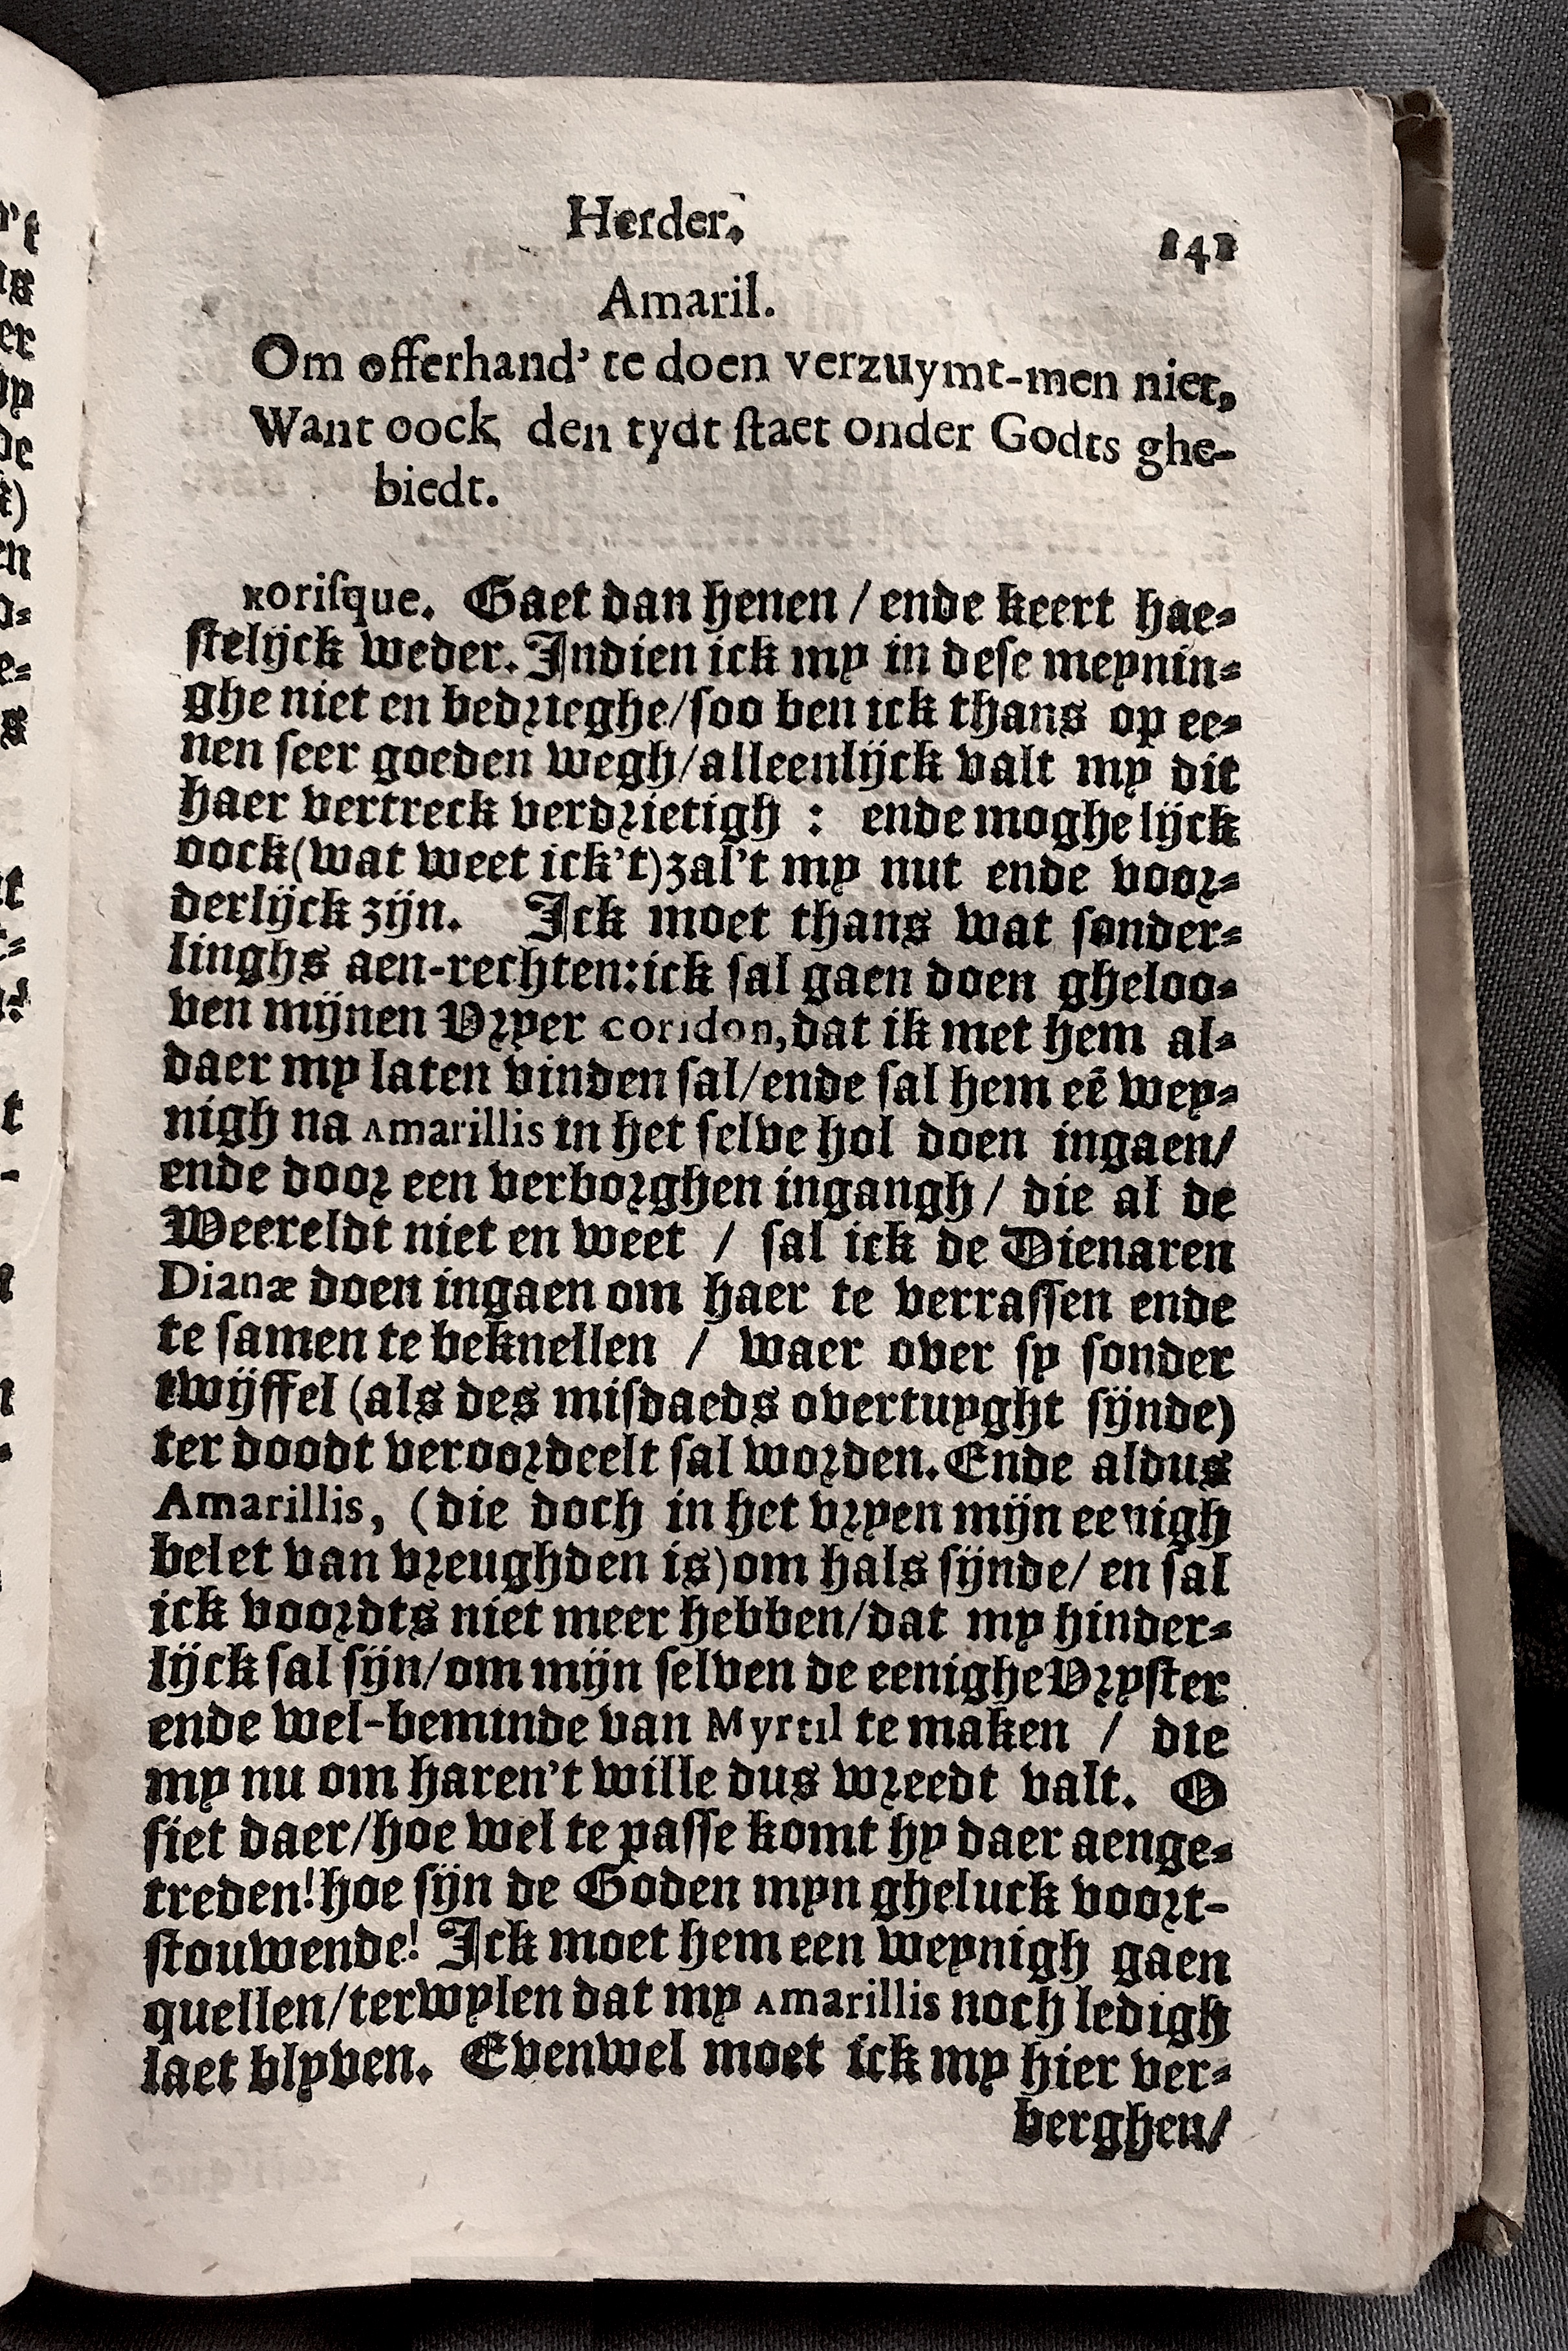 Herder. 141
Amaril.
Om offerhand' te doen verzuymt-men niet,
Want oock den tydt staet onder Godts ghe-
biedt.
Korisque. Gaet dan henen / ende keert hae-
stelijck weder. Indien ick my in dese meynin-
ghe niet en bedrieghe/soo ben ick thans op ee-
nen seer goeden wegh/alleenlijck valt my dit
haer vertreck verdrietigh : ende moghelijck
oock(wat weet ick't)zal't my nut ende voor-
derlijck zijn. Ick moet thans wat sonder-
linghs aen-rechten:ick sal gaen doen gheloo-
ven mijnen Vryer Coridon,dat ik met hem al-
daer my laten vinden sal/ende sal hem eē wey-
nigh na Amarillis in het selve hol doen ingaen/
ende door een verborghen ingangh / die al de
Weereldt niet en weet / sal ick de Dienaren
Dianæ doen ingaen om haer te verrassen ende
te samen te beknellen / waer over sy sonder
twijffel (als des misdaeds overtuyght sijnde)
ter doodt veroordeelt sal worden. Ende aldus
Amarillis, (die doch in het vryen mijn eenigh
belet van vreughden is)om hals sijnde/ en sal
ick voordts niet meer hebben/dat my hinder-
lijck sal sijn/om mijn selven de eenighe Vryster
ende wel-beminde van Myrtil te maken / die
my nu om haren't wille dus wreedt valt. O
siet daer/hoe wel te passe komt hy daer aenge-
treden!hoe sijn de Goden myn gheluck voort-
stouwende! Ick moet hem een weynigh gaen
quellen/terwylen dat my Amarillis noch ledigh
laet blyven. Evenwel moet ick my hier ver-
berghen/